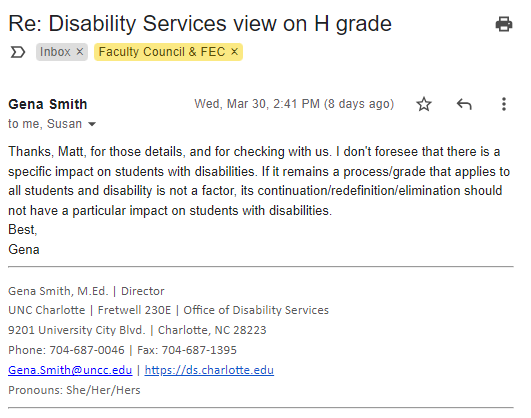 Re: Disability Services view on H grade
Inbox ×
Faculty Council & FEC ×
Gena Smith
Wed, Mar 30, 2:41 PM (8 days ago)
to me, Susan
Thanks, Matt, for those details, and for checking with us. I don't foresee that there is a
specific impact on students with disabilities. If it remains a process/grade that applies to
all students and disability is not a factor, its continuation/redefinition/elimination should
not have a particular impact on students with disabilities.
Best,
Gena
Gena Smith, M.Ed. | Director
UNC Charlotte | Fretwell 230E | Office of Disability Services
9201 University City Blvd. | Charlotte, NC 28223
Phone: 704-687-0046 | Fax: 704-687-1395
Gena.Smith@uncc.edu | https://ds.charlotte.edu
Pronouns: She/Her/Hers